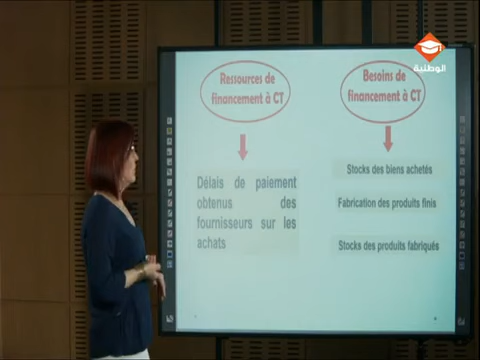 الوطنية
Ressources de
financement à CT
Besoins de
financement à CT
Délais de paiement
obtenus des
fournisseurs sur les
achats
Stocks des biens achetés
Fabrication des produits finis
Stocks des produits fabriqués